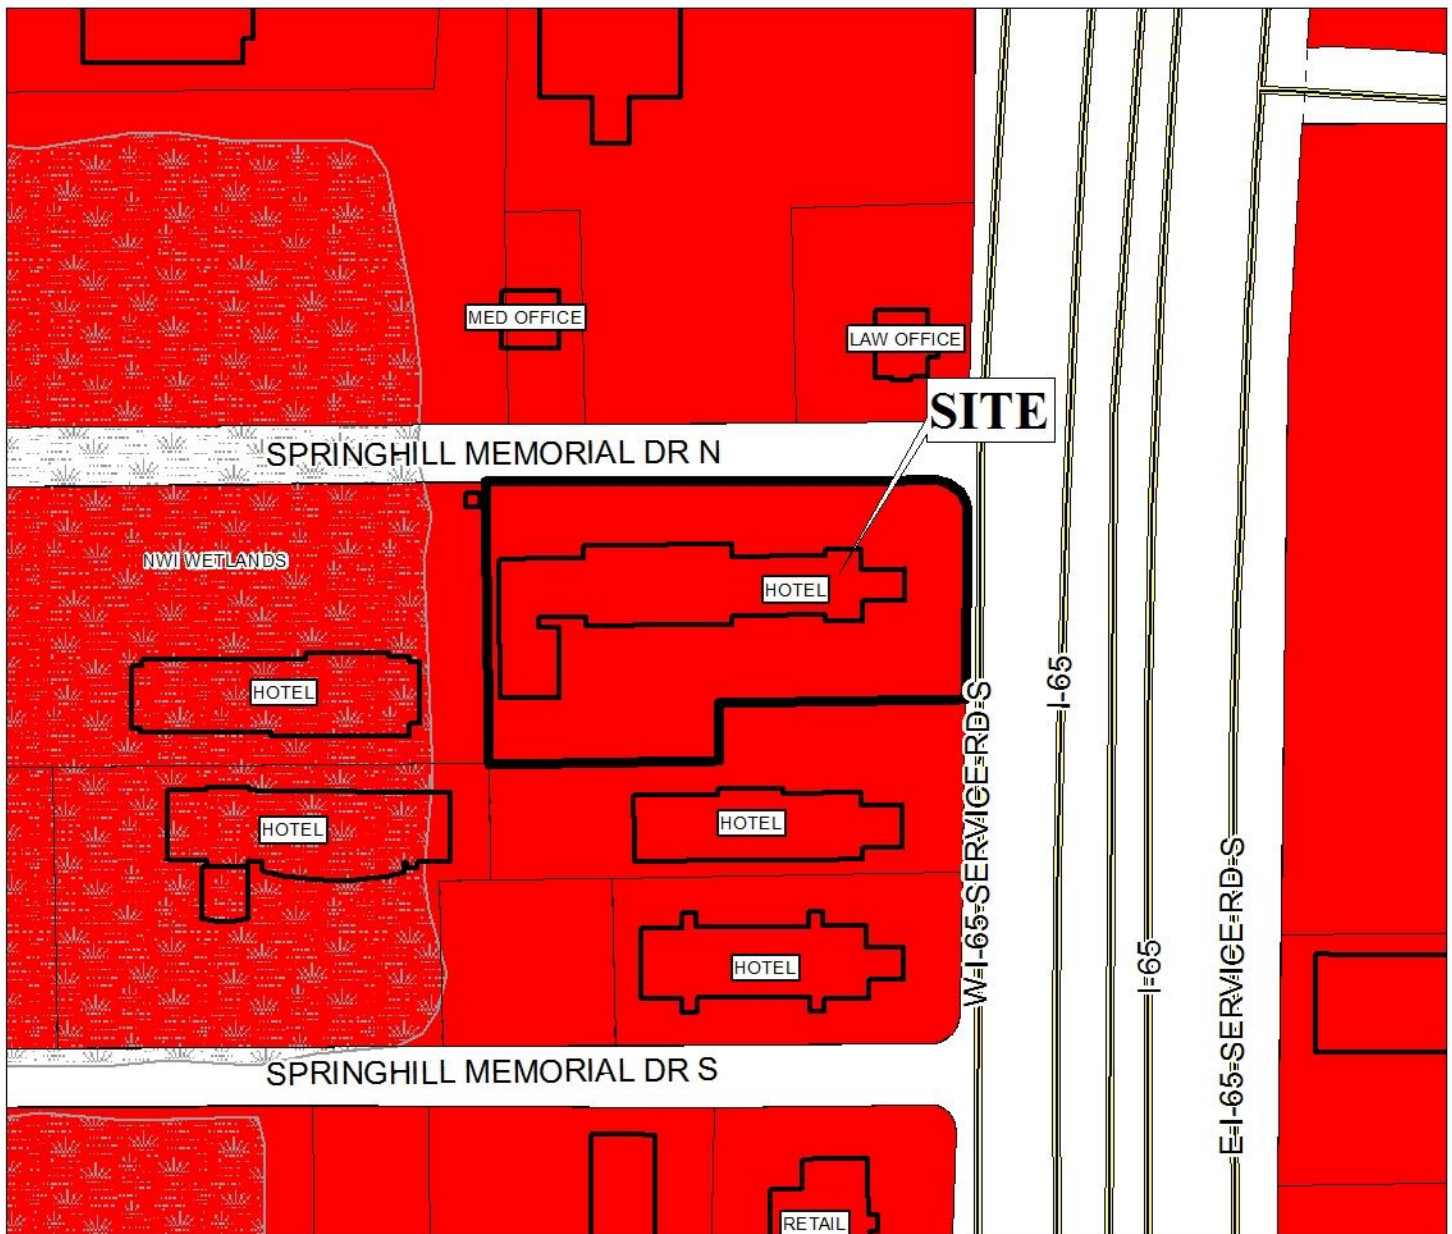 MED OFFICE
LAW OFFICE
SITE
SPRINGHILL MEMORIAL DR N
NWI WETLANDS
HOTEL
HOTEL
I-65
W-I-65-SERVICE-RD-S
HOTEL
HOTEL
HOTEL
I-65
E-I-65-SERVICE-RD-S
SPRINGHILL MEMORIAL DR S
RETAIL